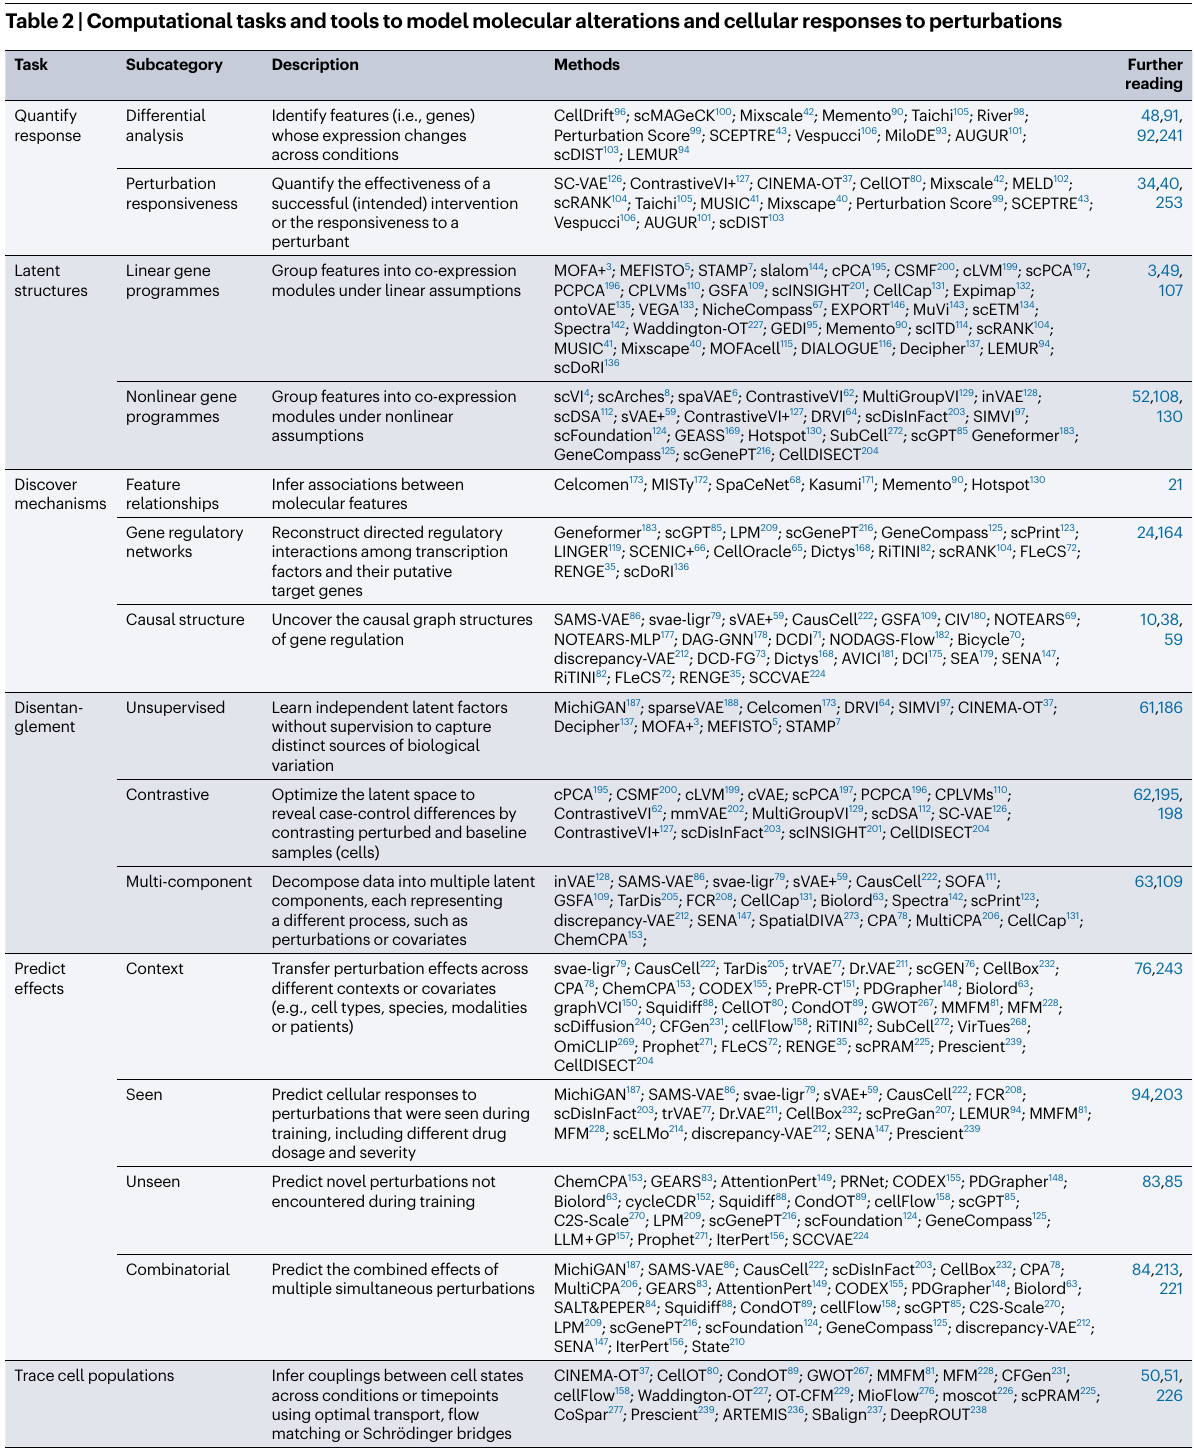 Table 2 | Computational tasks and tools to model molecular alterations and cellular responses to perturbations
Task Subcategory Description Methods Further
reading
Quantify
response
Differential
analysis
Identify features (i.e., genes)
whose expression changes
across conditions
CellDrift96; scMAGeCK100; Mixscale42; Memento90; Taichi105; River98;
Perturbation Score99; SCEPTRE43; Vespucci106; MiloDE93; AUGUR101;
scDIST103; LEMUR94
48,91,
92,241
Perturbation
responsiveness
Quantify the effectiveness of a
successful (intended) intervention
or the responsiveness to a
perturbant
SC-VAE126; ContrastiveVI+127; CINEMA-OT37; CellOT80; Mixscale42; MELD102;
scRANK104; Taichi105; MUSIC41; Mixscape40; Perturbation Score99; SCEPTRE43;
Vespucci106; AUGUR101; scDIST103
34,40,
253
Latent
structures
Linear gene
programmes
Group features into co-expression
modules under linear assumptions
MOFA+3; MEFISTO5; STAMP7; slalom144; cPCA195; CSMF200; cLVM199; scPCA197;
PCPCA196; CPLVMs110; GSFA109; scINSIGHT201; CellCap131; Expimap132;
ontoVAE135; VEGA133; NicheCompass67; EXPORT146; MuVi143; scETM134;
Spectra142; Waddington-OT227; GEDI95; Memento90; scITD114; scRANK104;
MUSIC41; Mixscape40; MOFAcell115; DIALOGUE116; Decipher137; LEMUR94;
scDoRI136
3,49,
107
Nonlinear gene
programmes
Group features into co-expression
modules under nonlinear
assumptions
scVI4; scArches8; spaVAE6; ContrastiveVI62; MultiGroupVI129; inVAE128;
scDSA112; sVAE+59; ContrastiveVI+127; DRVI64; scDisInFact203; SIMVI97;
scFoundation124; GEASS169; Hotspot130; SubCell272; scGPT85 Geneformer183;
GeneCompass125; scGenePT216; CellDISECT204
52,108,
130
Discover
mechanisms
Feature
relationships
Infer associations between
molecular features
Celcomen173; MISTy172; SpaCeNet68; Kasumi171; Memento90; Hotspot130
21
Gene regulatory
networks
Reconstruct directed regulatory
interactions among transcription
factors and their putative
target genes
Geneformer183; scGPT85; LPM209; scGenePT216; GeneCompass125; scPrint123;
LINGER119; SCENIC+66; CellOracle65; Dictys168; RiTINI82; scRANK104; FLeCS72;
RENGE35; scDoRI136
24,164
Causal structure
Uncover the causal graph structures
of gene regulation
SAMS-VAE86; svae-ligr79; sVAE+59; CausCell222; GSFA109; CIV180; NOTEARS69;
NOTEARS-MLP177; DAG-GNN178; DCDI71; NODAGS-Flow182; Bicycle70;
discrepancy-VAE212; DCD-FG73; Dictys168; AVICI181; DCI175; SEA179; SENA147;
RiTINI82; FLeCS72; RENGE35; SCCVAE224
10,38,
59
Disentan-
glement
Unsupervised
Learn independent latent factors
without supervision to capture
distinct sources of biological
variation
MichiGAN187; sparseVAE188; Celcomen173; DRVI64; SIMVI97; CINEMA-OT37;
Decipher137; MOFA+3; MEFISTO5; STAMP7
61,186
Contrastive
Optimize the latent space to
reveal case-control differences by
contrasting perturbed and baseline
samples (cells)
cPCA195; CSMF200; cLVM199; cVAE; scPCA197; PCPCA196; CPLVMs110;
ContrastiveVI62; mmVAE202; MultiGroupVI129; scDSA112; SC-VAE126;
ContrastiveVI+127; scDisInFact203; scINSIGHT201; CellDISECT204
62,195,
198
Multi-component
Decompose data into multiple latent
components, each representing
a different process, such as
perturbations or covariates
inVAE128; SAMS-VAE86; svae-ligr79; sVAE+59; CausCell222; SOFA111;
GSFA109; TarDis205; FCR208; CellCap131; Biolord63; Spectra142; scPrint123;
discrepancy-VAE212; SENA147; SpatialDIVA273; CPA78; MultiCPA206; CellCap131;
ChemCPA153;
63,109
Predict
effects
Context
Transfer perturbation effects across
different contexts or covariates
(e.g., cell types, species, modalities
or patients)
svae-ligr79; CausCell222; TarDis205; trVAE77; Dr.VAE211; scGEN76; CellBox232;
CPA78; ChemCPA153; CODEX155; PrePR-CT151; PDGrapher148; Biolord63;
graphVCI150; Squidiff88; CellOT80; CondOT89; GWOT267; MMFM81; MFM228;
scDiffusion240; CFGen231; cellFlow158; RiTINI82; SubCell272; VirTues268;
OmiCLIP269; Prophet271; FLeCS72; RENGE35; scPRAM225; Prescient239;
CellDISECT204
76,243
Seen
Predict cellular responses to
perturbations that were seen during
training, including different drug
dosage and severity
MichiGAN187; SAMS-VAE86; svae-ligr79; sVAE+59; CausCell222; FCR208;
scDisInFact203; trVAE77; Dr.VAE211; CellBox232; scPreGan207; LEMUR94; MMFM81;
MFM228; scELMo214; discrepancy-VAE212; SENA147; Prescient239
94,203
Unseen
Predict novel perturbations not
encountered during training
ChemCPA153; GEARS83; AttentionPert149; PRNet; CODEX155; PDGrapher148;
Biolord63; cycleCDR152; Squidiff88; CondOT89; cellFlow158; scGPT85;
C2S-Scale270; LPM209; scGenePT216; scFoundation124; GeneCompass125;
LLM+GP157; Prophet271; IterPert156; SCCVAE224
83,85
Combinatorial
Predict the combined effects of
multiple simultaneous perturbations
MichiGAN187; SAMS-VAE86; CausCell222; scDisInFact203; CellBox232; CPA78;
MultiCPA206; GEARS83; AttentionPert149; CODEX155; PDGrapher148; Biolord63;
SALT&PEPER84; Squidiff88; CondOT89; cellFlow158; scGPT85; C2S-Scale270;
LPM209; scGenePT216; scFoundation124; GeneCompass125; discrepancy-VAE212;
SENA147; IterPert156; State210
84,213,
221
Trace cell populations
Infer couplings between cell states
across conditions or timepoints
using optimal transport, flow
matching or Schrödinger bridges
CINEMA-OT37; CellOT80; CondOT89; GWOT267; MMFM81; MFM228; CFGen231;
cellFlow158; Waddington-OT227; OT-CFM229; MioFlow276; moscot226; scPRAM225;
CoSpar277; Prescient239; ARTEMIS236; SBalign237; DeepROUT238
50,51,
226